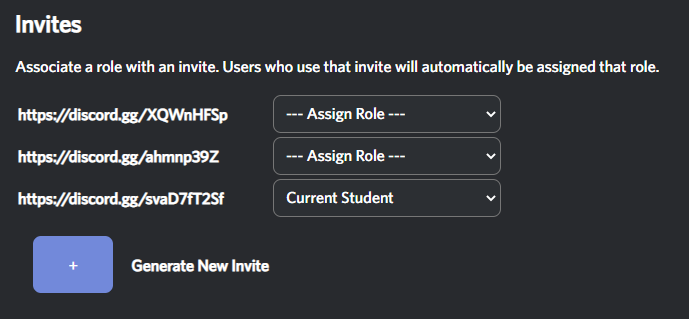 Invites
Associate a role with an invite. Users who use that invite will automatically be assigned that role.
https://discord.gg/XQWnHFSp --- Assign Role ---
https://discord.gg/ahmnp39Z --- Assign Role ---
https://discord.gg/svaD7fT2Sf Current Student
+ Generate New Invite